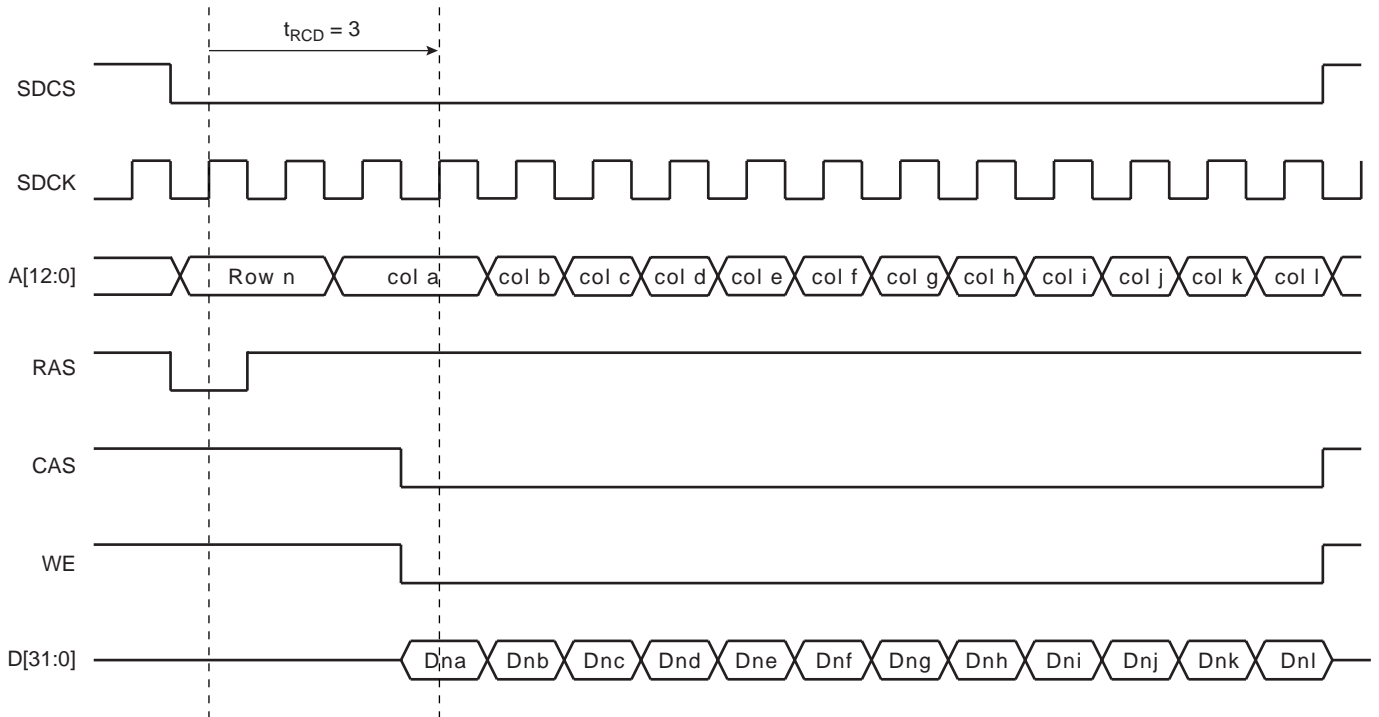 tRCD = 3
SDCS
SDCK
A[12:0] Row n col a col b col c col d col e col f col g col h col i col j col k col l
RAS
CAS
WE
D[31:0] Dna Dnb Dnc Dnd Dne Dnf Dng Dnh Dni Dnj Dnk Dnl